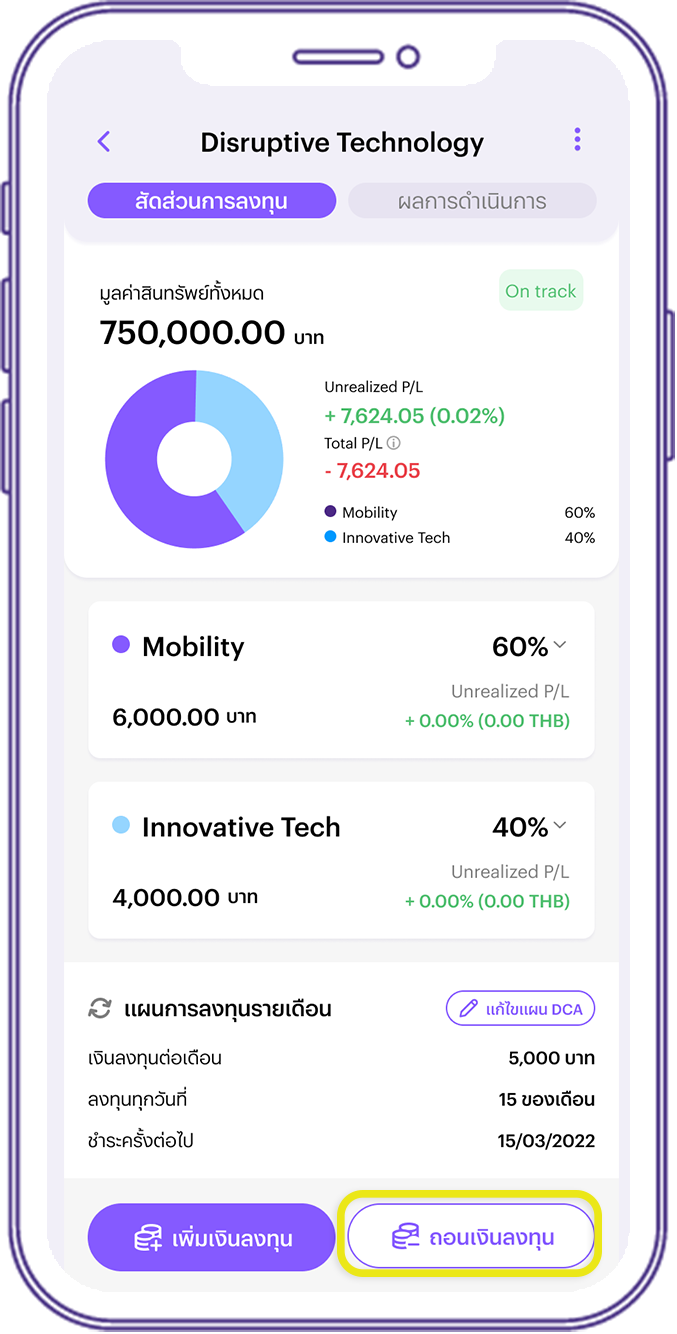 Disruptive Technology
สัดส่วนการลงทุน ผลการดำเนินการ
มูลค่าสินทรัพย์ทั้งหมด
On track
750,000.00 บาท
Unrealized P/L
+ 7,624.05 (0.02%)
Total P/L
- 7,624.05
Mobility 60%
Innovative Tech 40%
Mobility 60%
Unrealized P/L
6,000.00 บาท + 0.00% (0.00 THB)
Innovative Tech 40%
Unrealized P/L
4,000.00 บาท + 0.00% (0.00 THB)
แผนการลงทุนรายเดือน แก้ไขแผน DCA
เงินลงทุนต่อเดือน 5,000 บาท
ลงทุนทุกวันที่ 15 ของเดือน
ชำระครั้งต่อไป 15/03/2022
เพิ่มเงินลงทุน ถอนเงินลงทุน